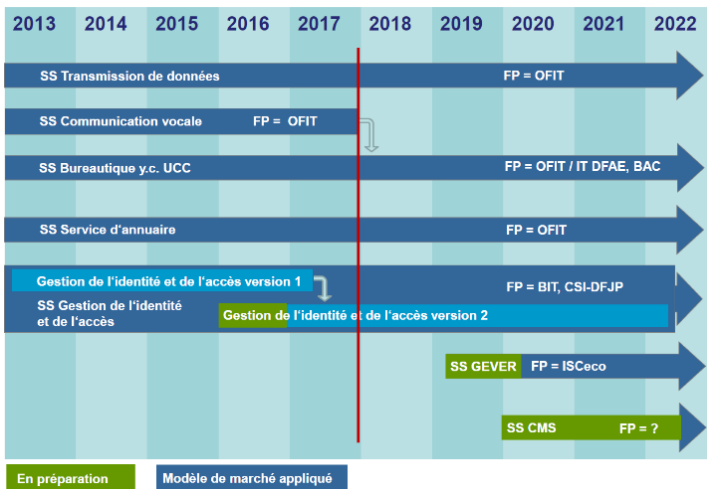 2013 2014 2015 2016 2017 2018 2019 2020 2021 2022
SS Transmission de données FP = OFIT
SS Communication vocale FP = OFIT
SS Bureautique y.c. UCC FP = OFIT / IT DFAE, BAC
SS Service d'annuaire FP = OFIT
Gestion de l'identité et de l'accès version 1
FP = BIT, CSI-DFJP
SS Gestion de l'identité
et de l'accès
Gestion de l'identité et de l'accès version 2
SS GEVER FP = ISCeco
SS CMS FP = ?
En préparation Modèle de marché appliqué